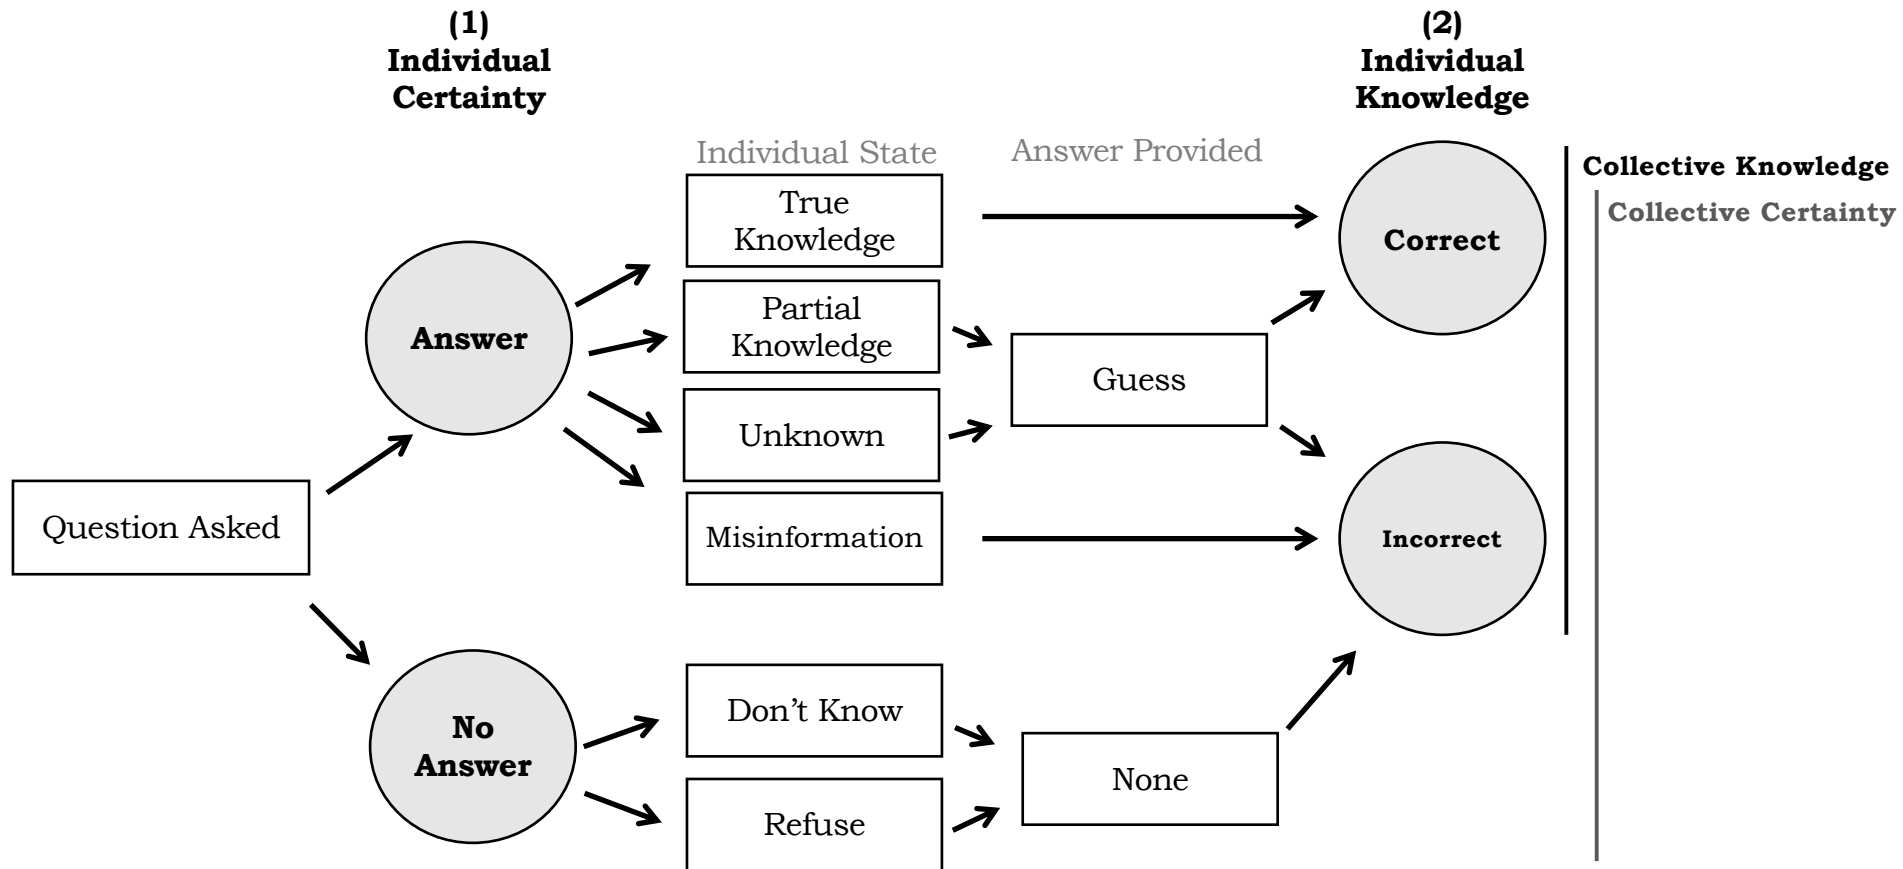 (1)
Individual
Certainty
(2)
Individual
Knowledge
Individual State
Answer Provided
Collective Knowledge
Collective Certainty
True
Knowledge
Correct
Partial
Knowledge
Answer
Guess
Unknown
Question Asked
Misinformation
Incorrect
Don’t Know
No
Answer
None
Refuse